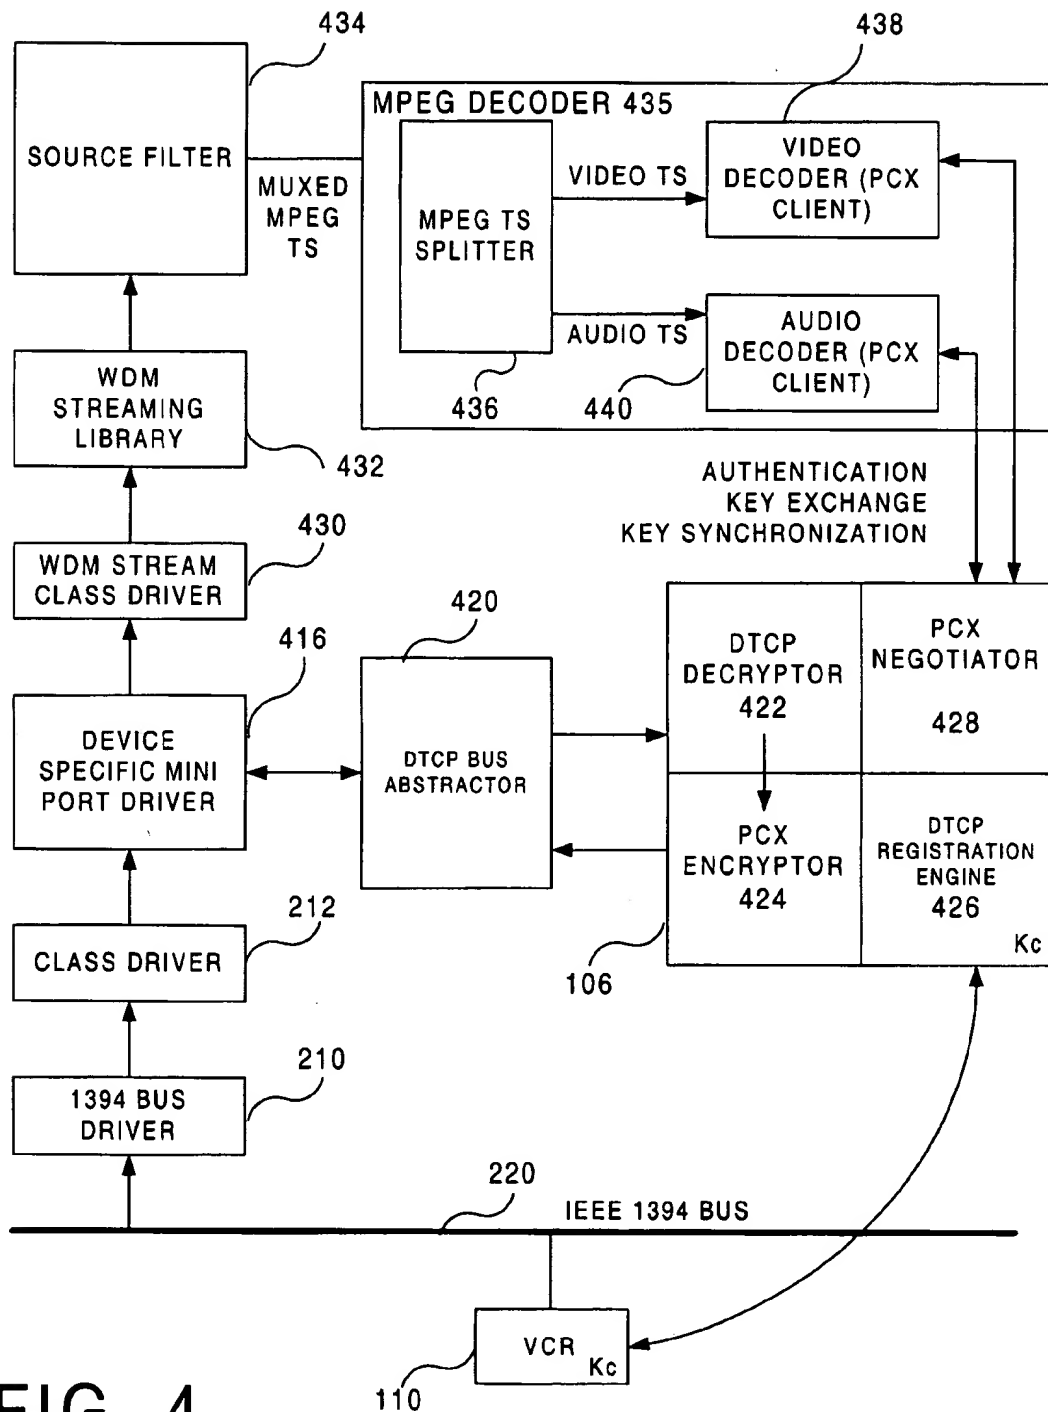 434
438
MPEG DECODER 435
SOURCE FILTER
MUXED
MPEG
TS
MPEG TS
SPLITTER
436
VIDEO TS
VIDEO
DECODER (PCX
CLIENT)
AUDIO TS
AUDIO
DECODER (PCX
CLIENT)
440
WDM
STREAMING
LIBRARY
432
AUTHENTICATION
KEY EXCHANGE
KEY SYNCHRONIZATION
430
WDM STREAM
CLASS DRIVER
416
420
DEVICE
SPECIFIC MINI
PORT DRIVER
DTCP BUS
ABSTRACTOR
DTCP
DECRYPTOR
422
PCX
NEGOTIATOR
428
PCX
ENCRYPTOR
424
DTCP
REGISTRATION
ENGINE
426
Kc
106
212
CLASS DRIVER
210
1394 BUS
DRIVER
220
IEEE 1394 BUS
VCR
Kc
110
FIG. 4